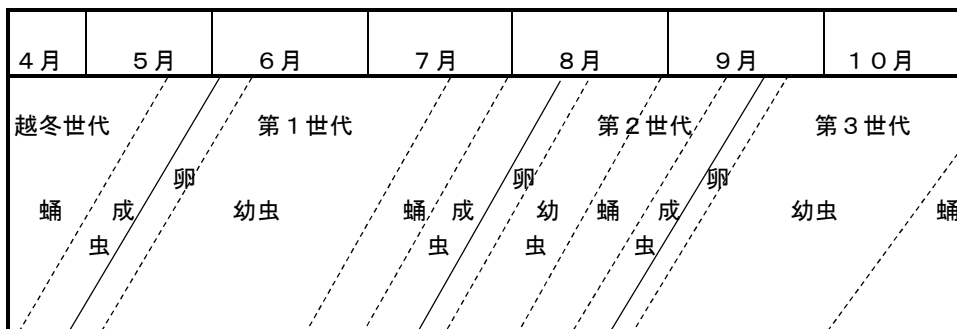 ４月 ５月 ６月 ７月 ８月 ９月 １０月
越冬世代 第１世代 第２世代 第３世代
卵 卵 卵
蛹 成虫 幼虫 蛹 成虫 幼虫 蛹 成虫 幼虫 蛹